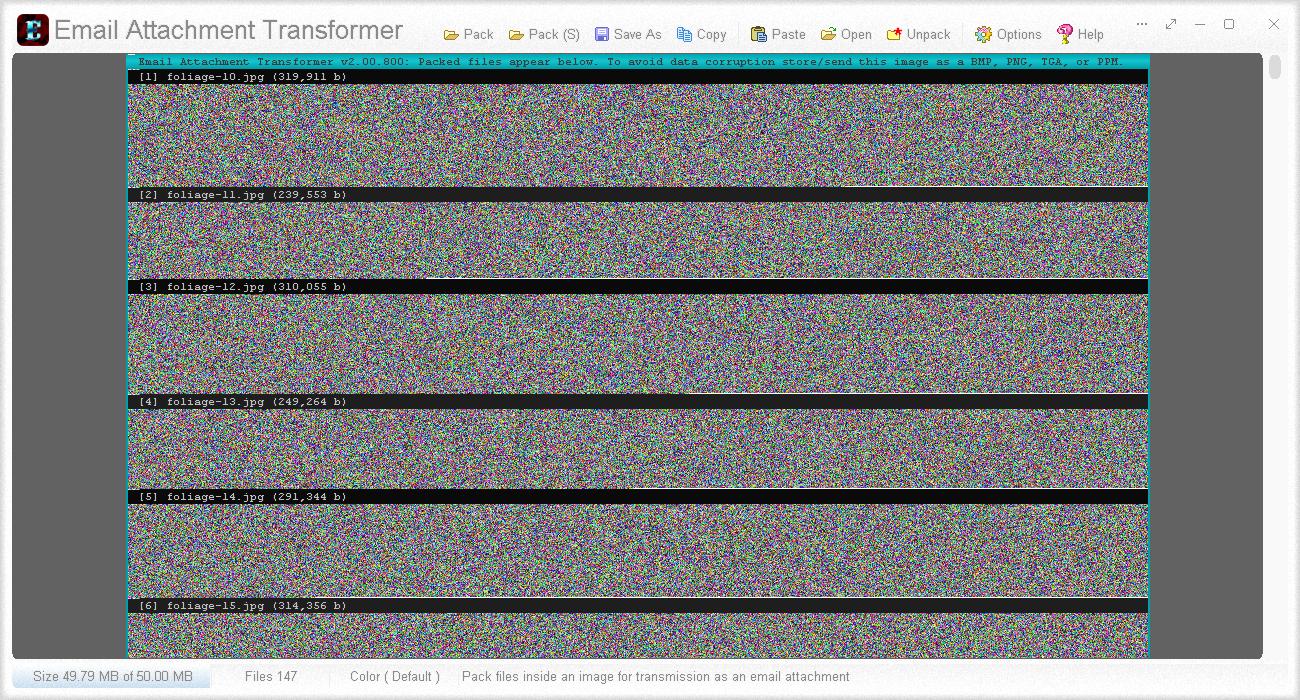 Email Attachment Transformer
Pack Pack (S) Save As Copy Paste Open Unpack Options Help
Email Attachment Transformer v2.00.800: Packed files appear below. To avoid data corruption store/send this image as a BMP, PNG, TGA, or PPM.
[1] foliage-10.jpg (319,911 b)
[2] foliage-11.jpg (239,553 b)
[3] foliage-12.jpg (310,055 b)
[4] foliage-13.jpg (249,264 b)
[5] foliage-14.jpg (291,344 b)
[6] foliage-15.jpg (314,356 b)
Size 49.79 MB of 50.00 MB Files 147 Color ( Default ) Pack files inside an image for transmission as an email attachment